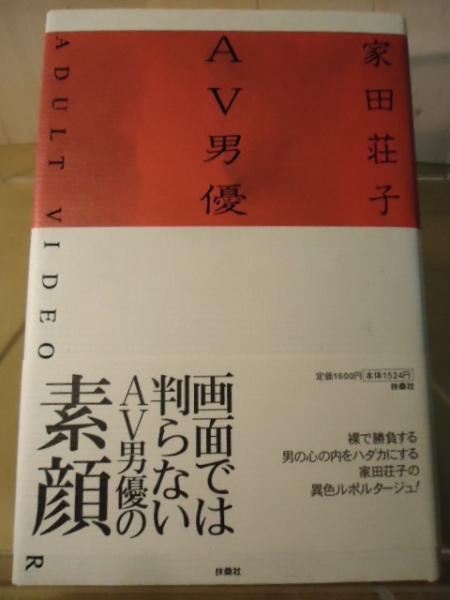 家田荘子
AV男優
ADULT VIDEO
R
画面では
判らない
AV男優の
素顔
定価1600円 本体1524円
扶桑社
裸で勝負する
男の心の内をハダカにする
家田荘子の
異色ルポルタージュ!
扶桑社